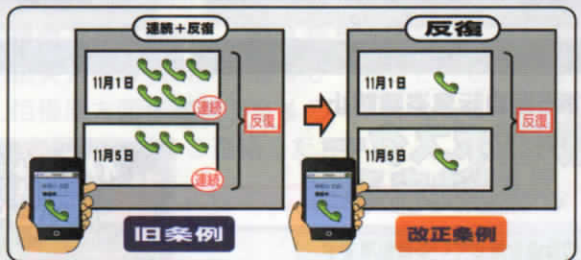 連続+反復
11月1日
連続
11月5日
連続
反復
旧条例
反復
11月1日
11月5日
反復
改正条例